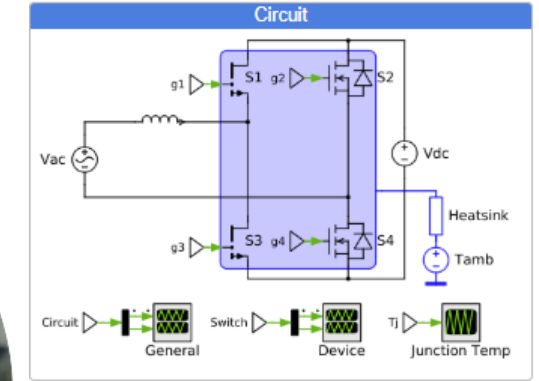 Circuit
g1 S1 g2 S2
Vac
Vdc
g3 S3 g4 S4
Heatsink
Tamb
Circuit
General
Switch
Device
Tj
Junction Temp